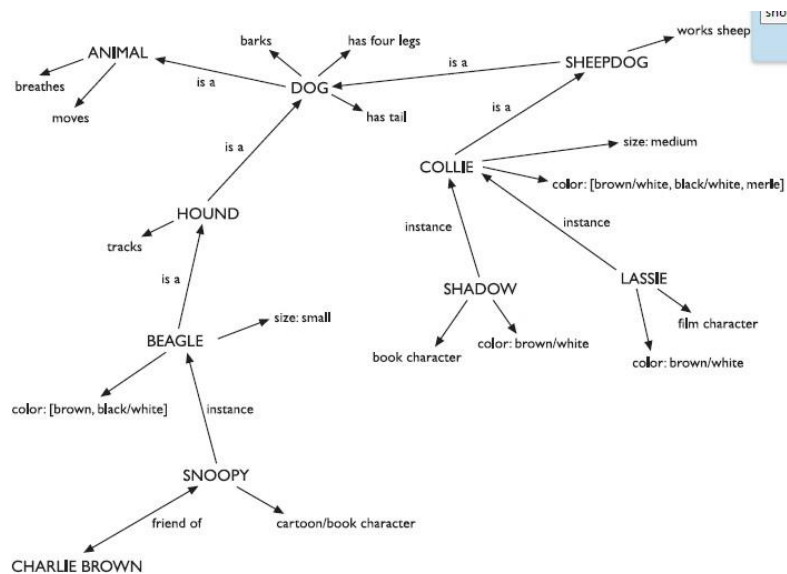 sho
works sheep
barks
has four legs
ANIMAL
is a
SHEEPDOG
is a
breathes
DOG
moves
has tail
is a
is a
size: medium
COLLIE
color: [brown/white, black/white, merle]
HOUND
instance
instance
tracks
is a
SHADOW
LASSIE
size: small
film character
BEAGLE
color: brown/white
book character
color: brown/white
color: [brown, black/white]
instance
SNOOPY
friend of
cartoon/book character
CHARLIE BROWN